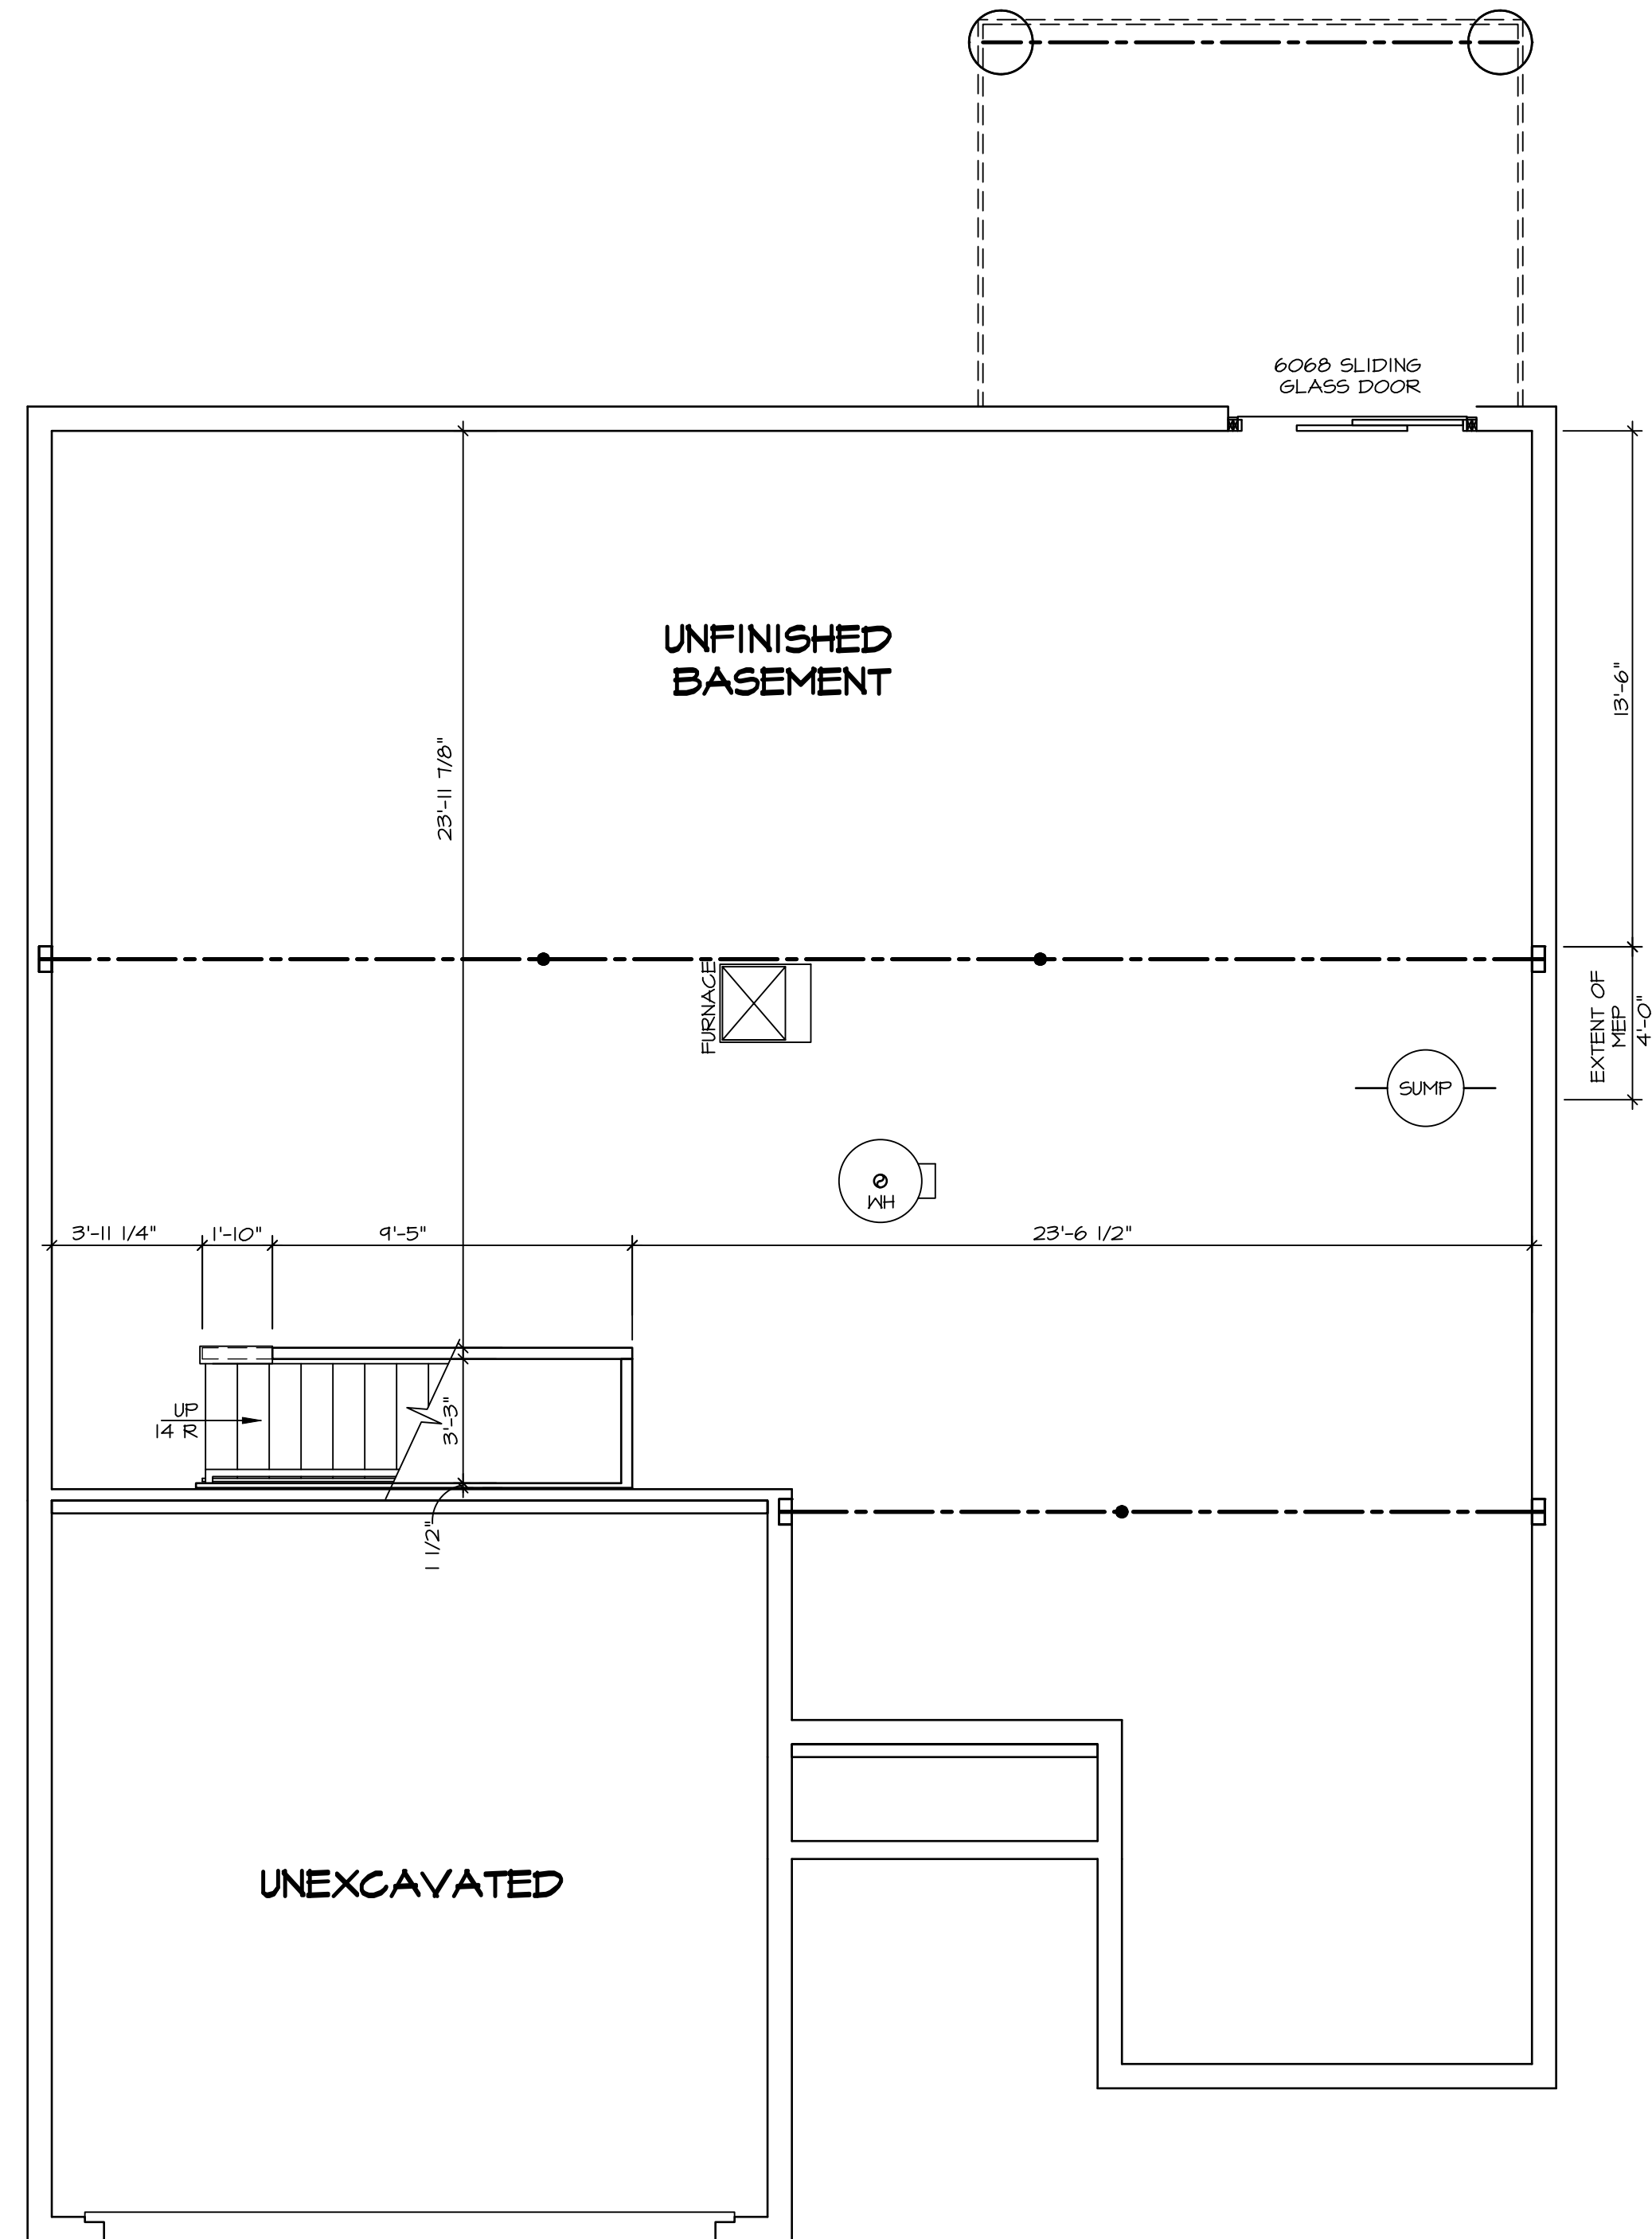 6068 SLIDING
GLASS DOOR
UNFINISHED
BASEMENT
13'-6"
23'-11 7/8"
FURNACE
EXTENT OF
MEP
4'-0"
SUMP
WH
3'-11 1/4"
1'-10"
9'-5"
23'-6 1/2"
UP
14 R
3'-3"
1 1/2"
UNEXCAVATED